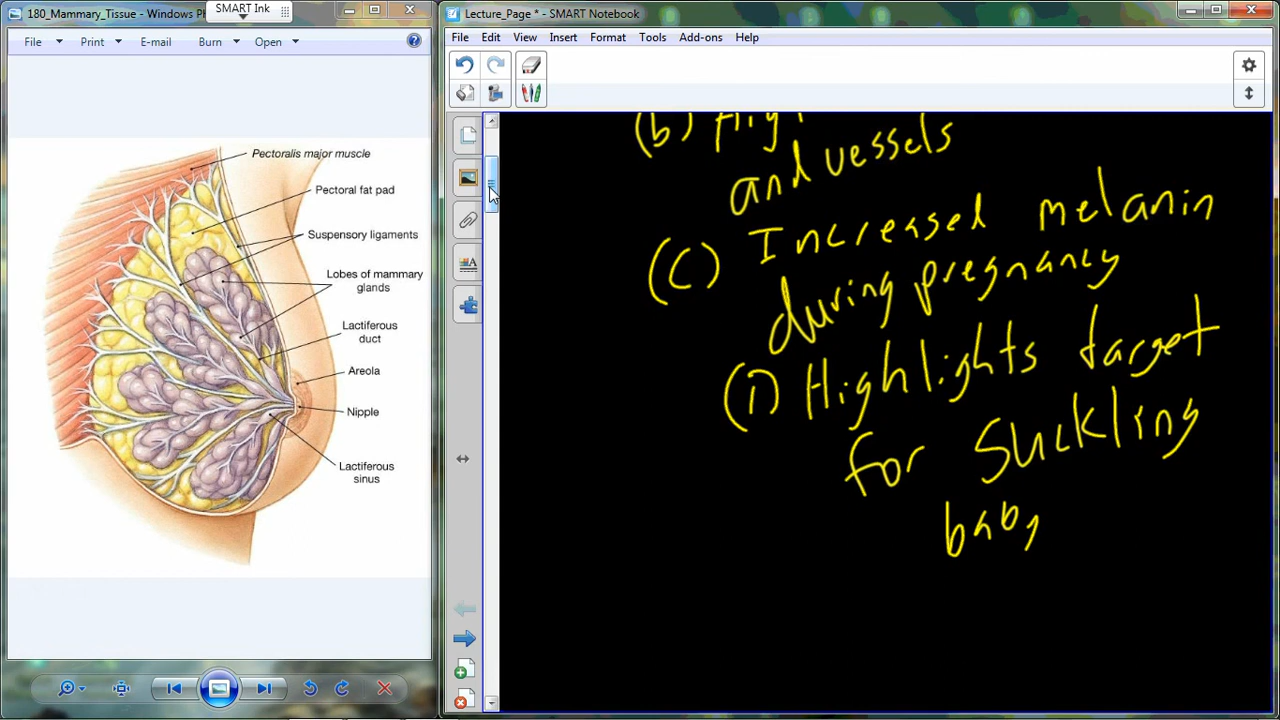 180_Mammary_Tissue - Windows Ph
SMART Ink
File Print E-mail Burn Open
Pectoralis major muscle
Pectoral fat pad
Suspensory ligaments
Lobes of mammary
glands
Lactiferous
duct
Areola
Nipple
Lactiferous
sinus
Lecture_Page * - SMART Notebook
File Edit View Insert Format Tools Add-ons Help
(b)
and vessels
(C) Increased melanin
during pregnancy
(i) Highlights target
for Suckling
baby